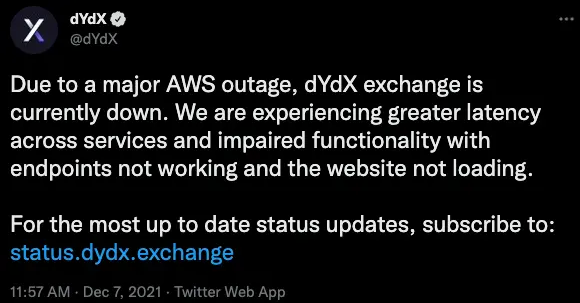 dYdX
@dYdX
Due to a major AWS outage, dYdX exchange is
currently down. We are experiencing greater latency
across services and impaired functionality with
endpoints not working and the website not loading.
For the most up to date status updates, subscribe to:
status.dydx.exchange
11:57 AM · Dec 7, 2021 · Twitter Web App